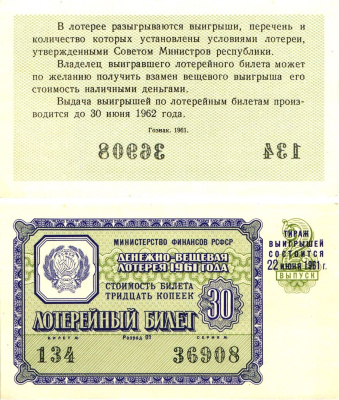 В лотерее разыгрываются выигрыши, перечень и
количество которых установлены условиями лотереи,
утвержденными Советом Министров республики.
Владелец выигравшего лотерейного билета может
по желанию получить взамен вещевого выигрыша его
стоимость наличными деньгами.
Выдача выигрышей по лотерейным билетам произ-
водится до 30 июня 1962 года.
Гознак. 1961.
36908 134
МИНИСТЕРСТВО ФИНАНСОВ РСФСР
ДЕНЕЖНО-ВЕЩЕВАЯ
ЛОТЕРЕЯ 1961 ГОДА
СТОИМОСТЬ БИЛЕТА
ТРИДЦАТЬ КОПЕЕК
30
ЛОТЕРЕЙНЫЙ БИЛЕТ
БИЛЕТ № Разряд СЕРИЯ №
134 36908
ТИРАЖ
ВЫИГРЫШЕЙ
СОСТОИТСЯ
22 июня 1961 г.
2
ВЫПУСК